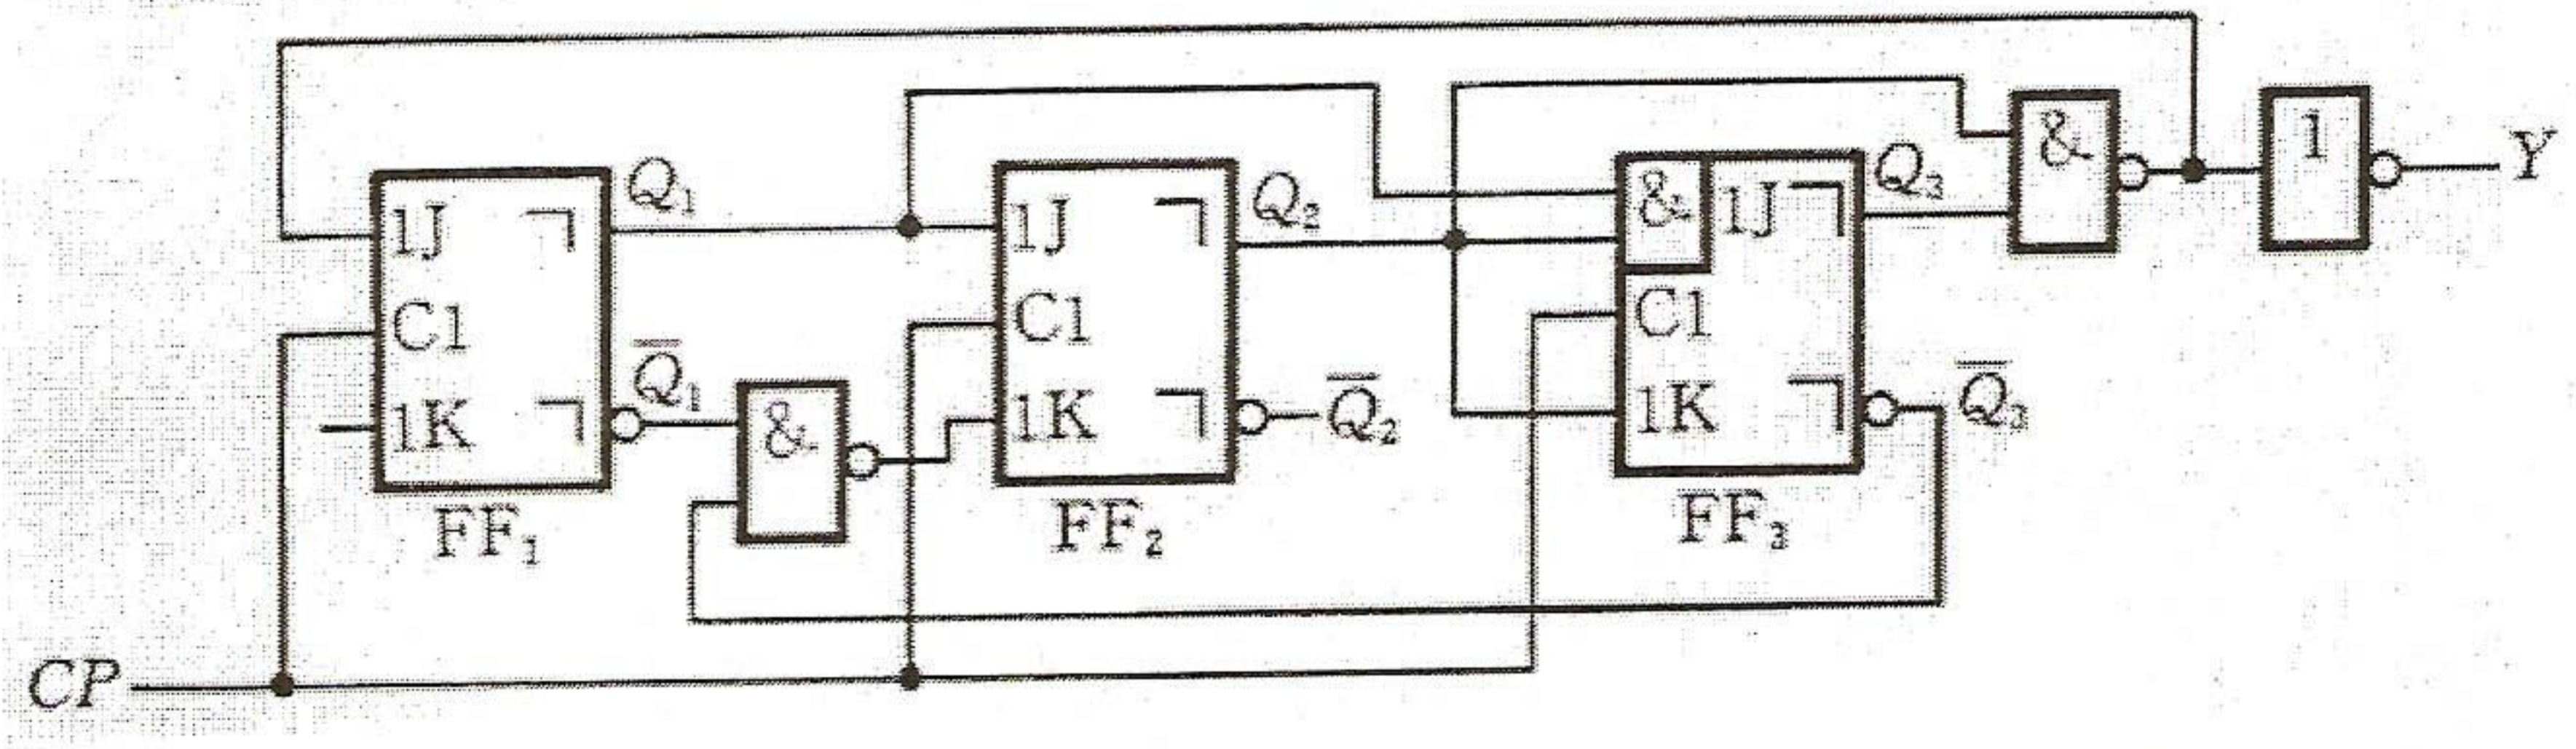 Q₁ Q₂ Q₃ & 1 Y
1J 1J & 1J
C1 C1 C1
Q̅₁ Q̅₂ Q̅₃
1K & 1K 1K
FF₁ FF₂ FF₃
CP